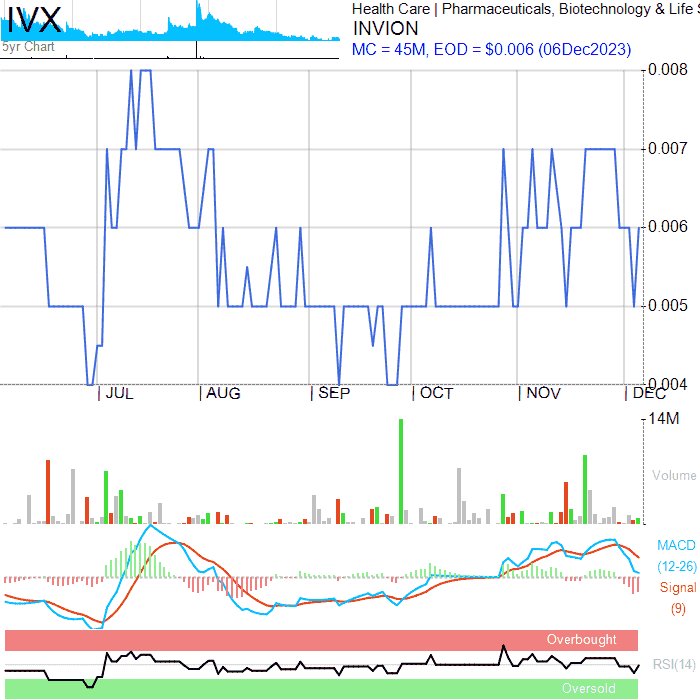 IVX
5yr Chart
Health Care | Pharmaceuticals, Biotechnology & Life S
INVION
MC = 45M, EOD = $0.006 (06Dec2023)
0.008
0.007
0.006
0.005
0.004
JUL AUG SEP OCT NOV DEC
14M
Volume
MACD
(12-26)
Signal
(9)
Overbought
RSI(14)
Oversold